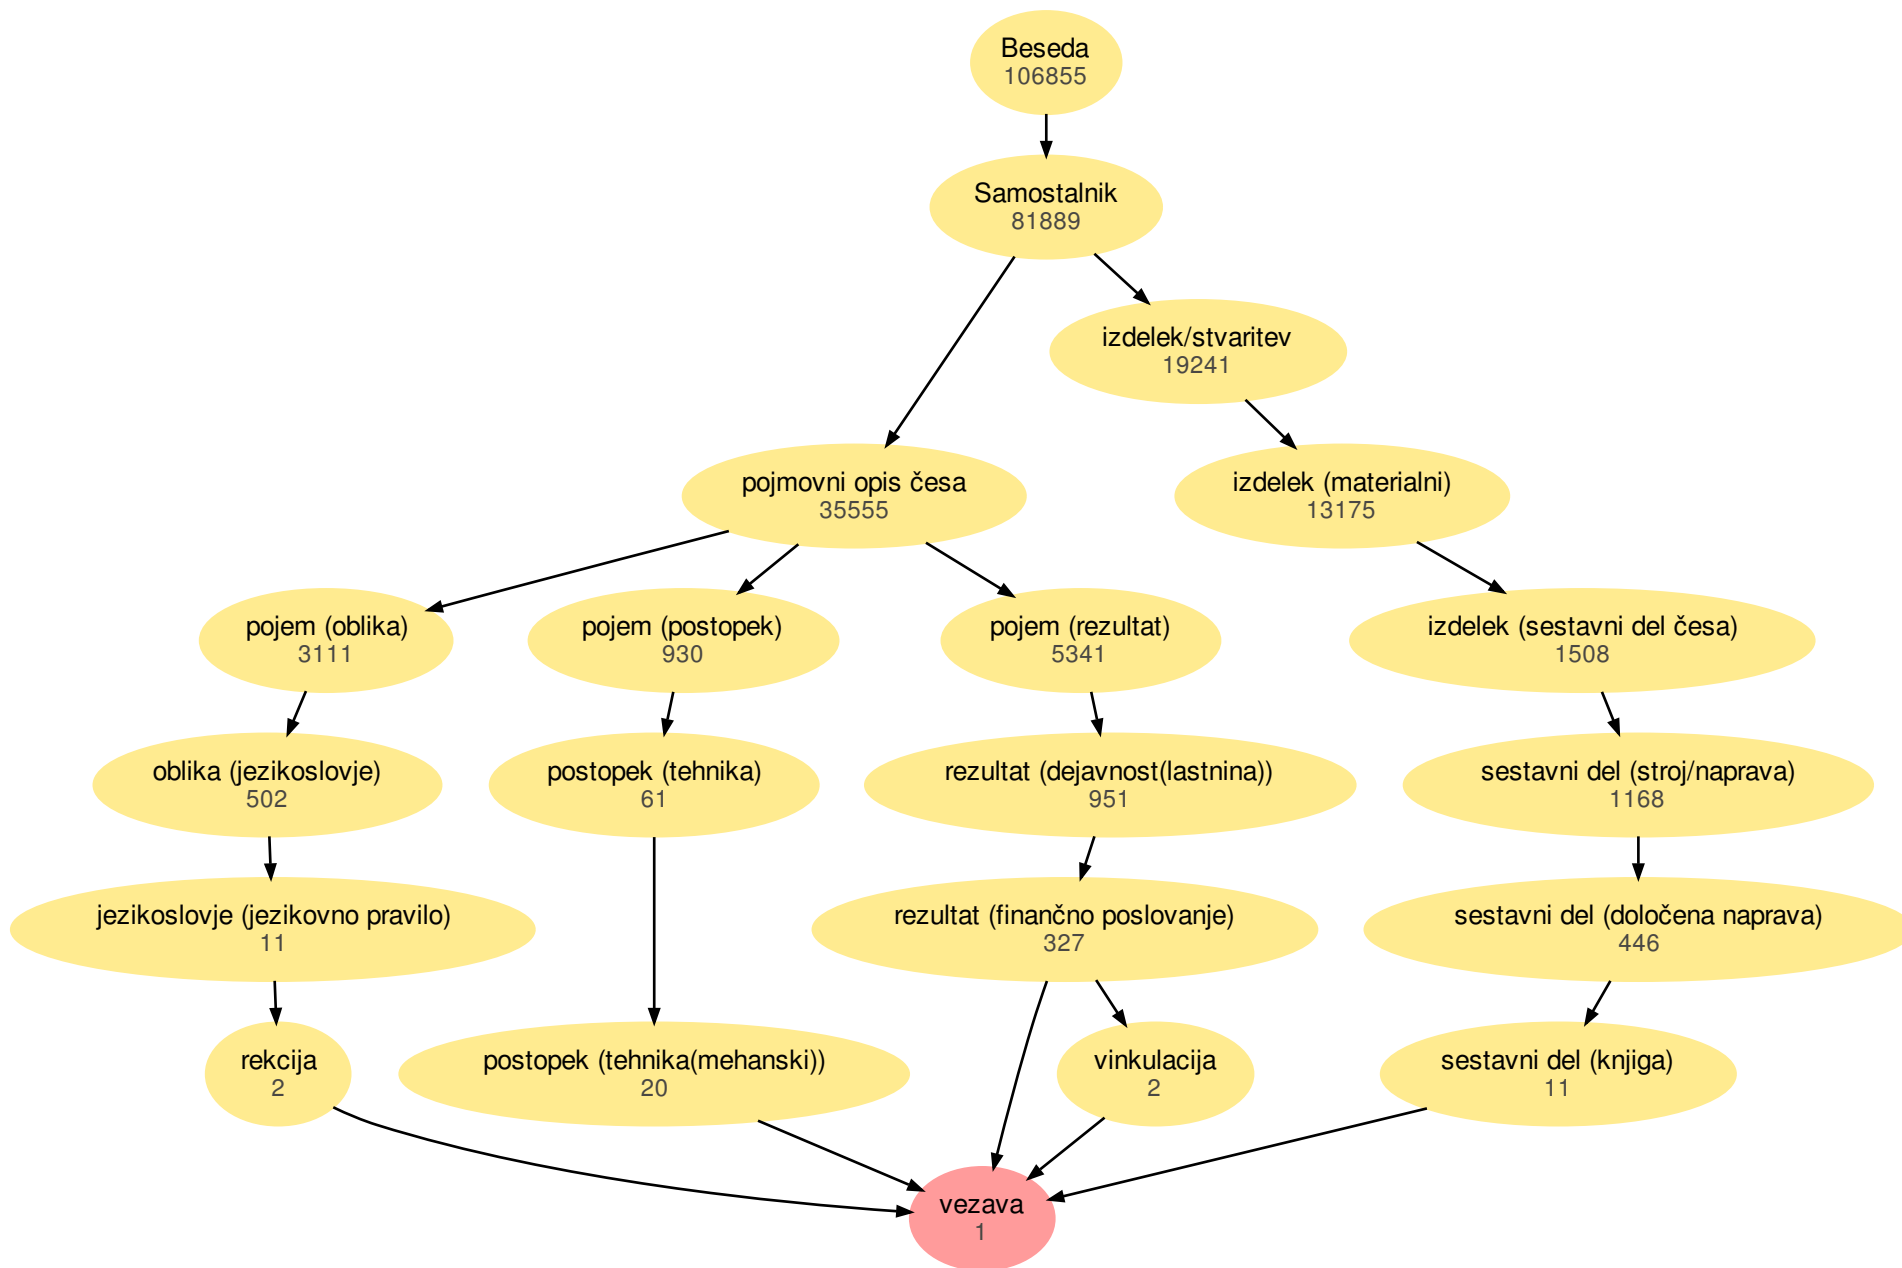 Beseda
106855
Samostalnik
81889
izdelek/stvaritev
19241
pojmovni opis česa
35555
izdelek (materialni)
13175
pojem (oblika)
3111
pojem (postopek)
930
pojem (rezultat)
5341
izdelek (sestavni del česa)
1508
oblika (jezikoslovje)
502
postopek (tehnika)
61
rezultat (dejavnost(lastnina))
951
sestavni del (stroj/naprava)
1168
jezikoslovje (jezikovno pravilo)
11
rezultat (finančno poslovanje)
327
sestavni del (določena naprava)
446
rekcija
2
postopek (tehnika(mehanski))
20
vinkulacija
2
sestavni del (knjiga)
11
vezava
1